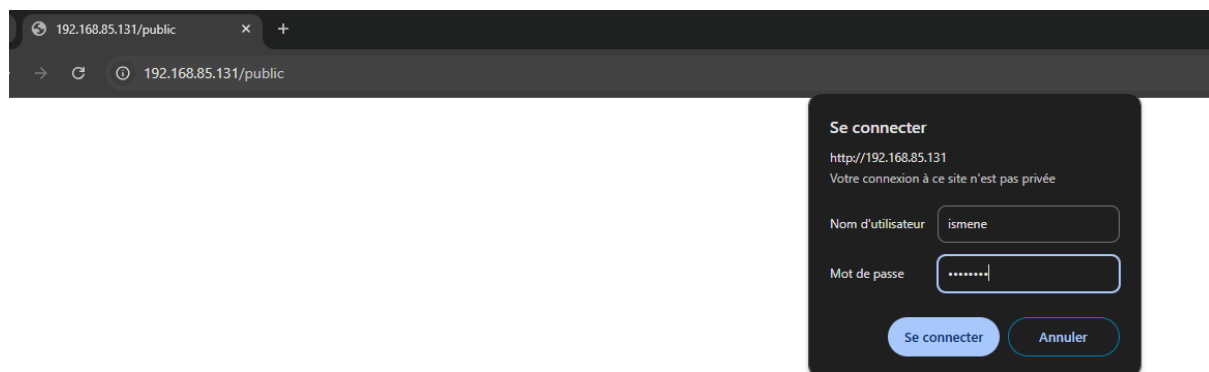 192.168.85.131/public
192.168.85.131/public
Se connecter
http://192.168.85.131
Votre connexion à ce site n'est pas privée
Nom d'utilisateur ismene
Mot de passe ••••••••
Se connecter Annuler